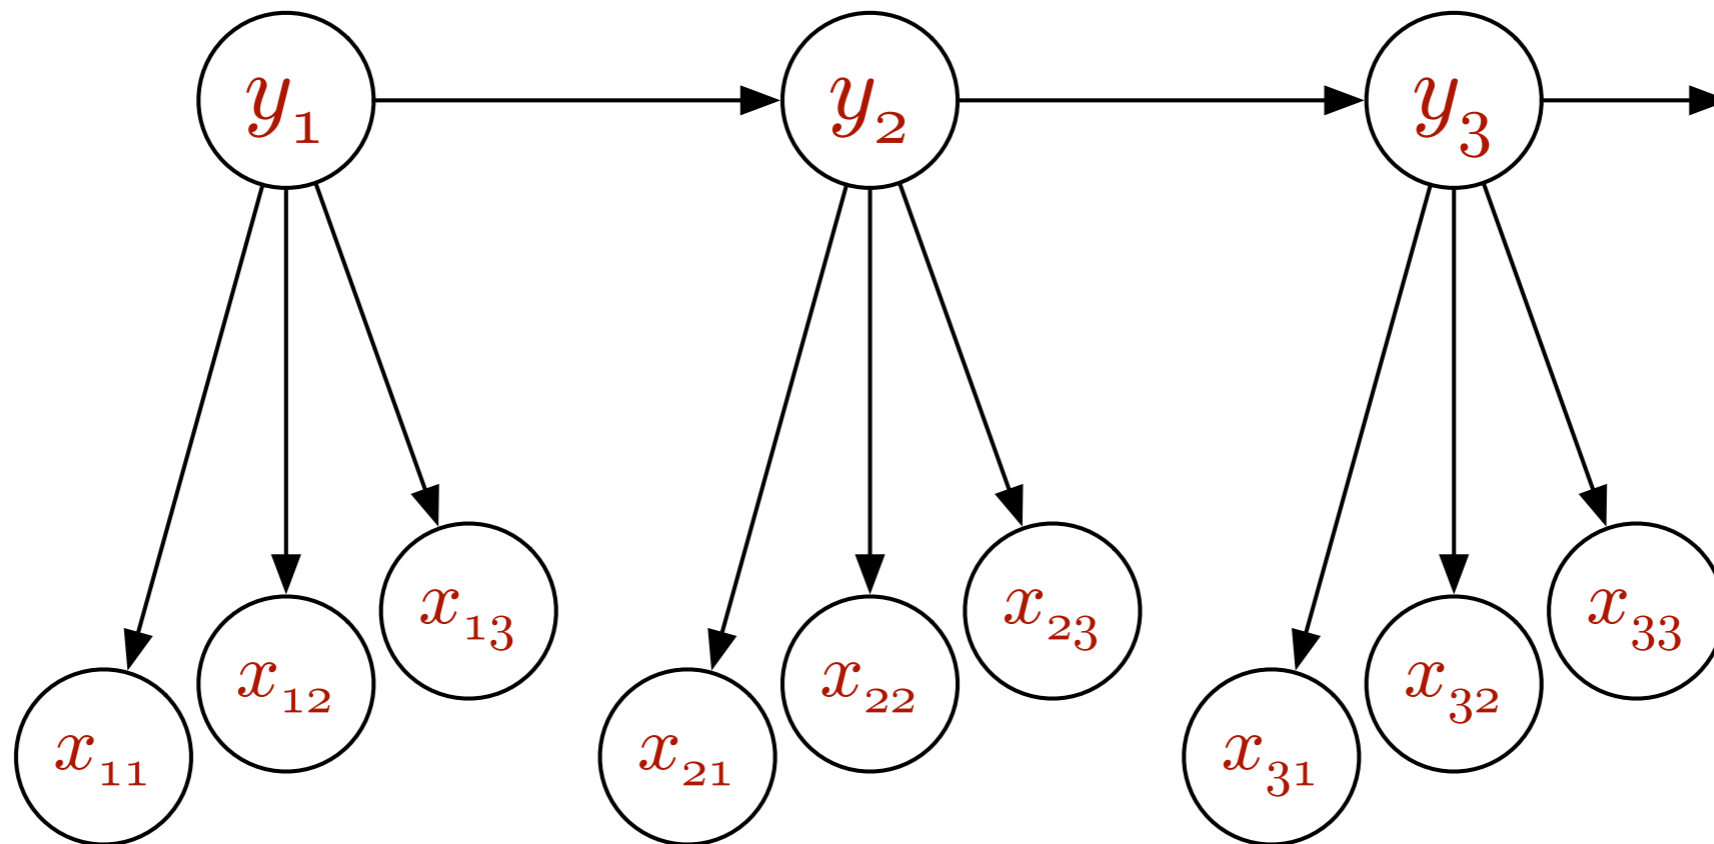 y₁ y₂ y₃
x₁₃ x₂₃ x₃₃
x₁₂ x₂₂ x₃₂
x₁₁ x₂₁ x₃₁